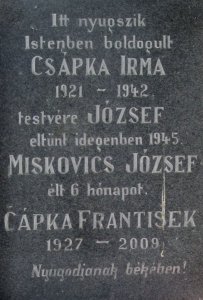 Itt nyugszik
Istenben boldogult
CSÁPKA IRMA
1921 – 1942.
testvére JÓZSEF
eltünt idegenben 1945.
MISKOVICS JÓZSEF
élt 6 hónapot.
ČÁPKA FRANTIŠEK
1927 – 2009
Nyugodjanak békében!